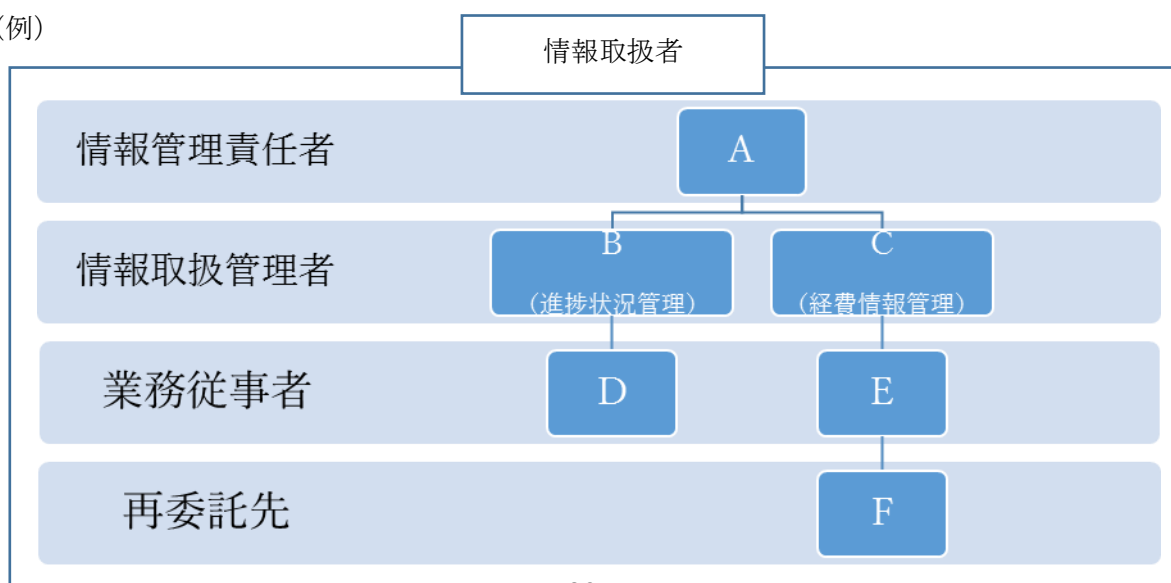 (例)
情報取扱者
情報管理責任者
A
情報取扱管理者
B
(進捗状況管理)
C
(経費情報管理)
業務従事者
D
E
再委託先
F